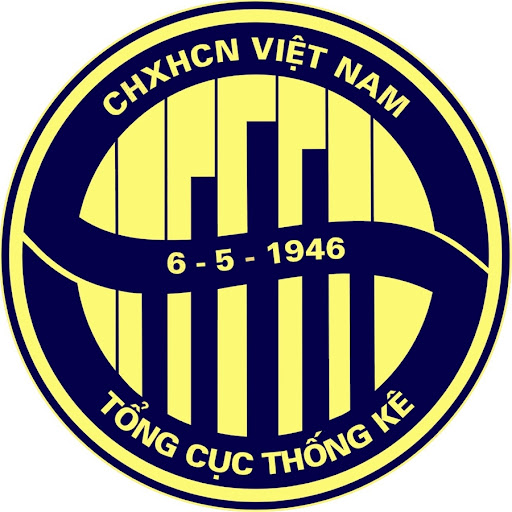 CHXHCN VIỆT NAM
6 - 5 - 1946
TỔNG CỤC THỐNG KÊ